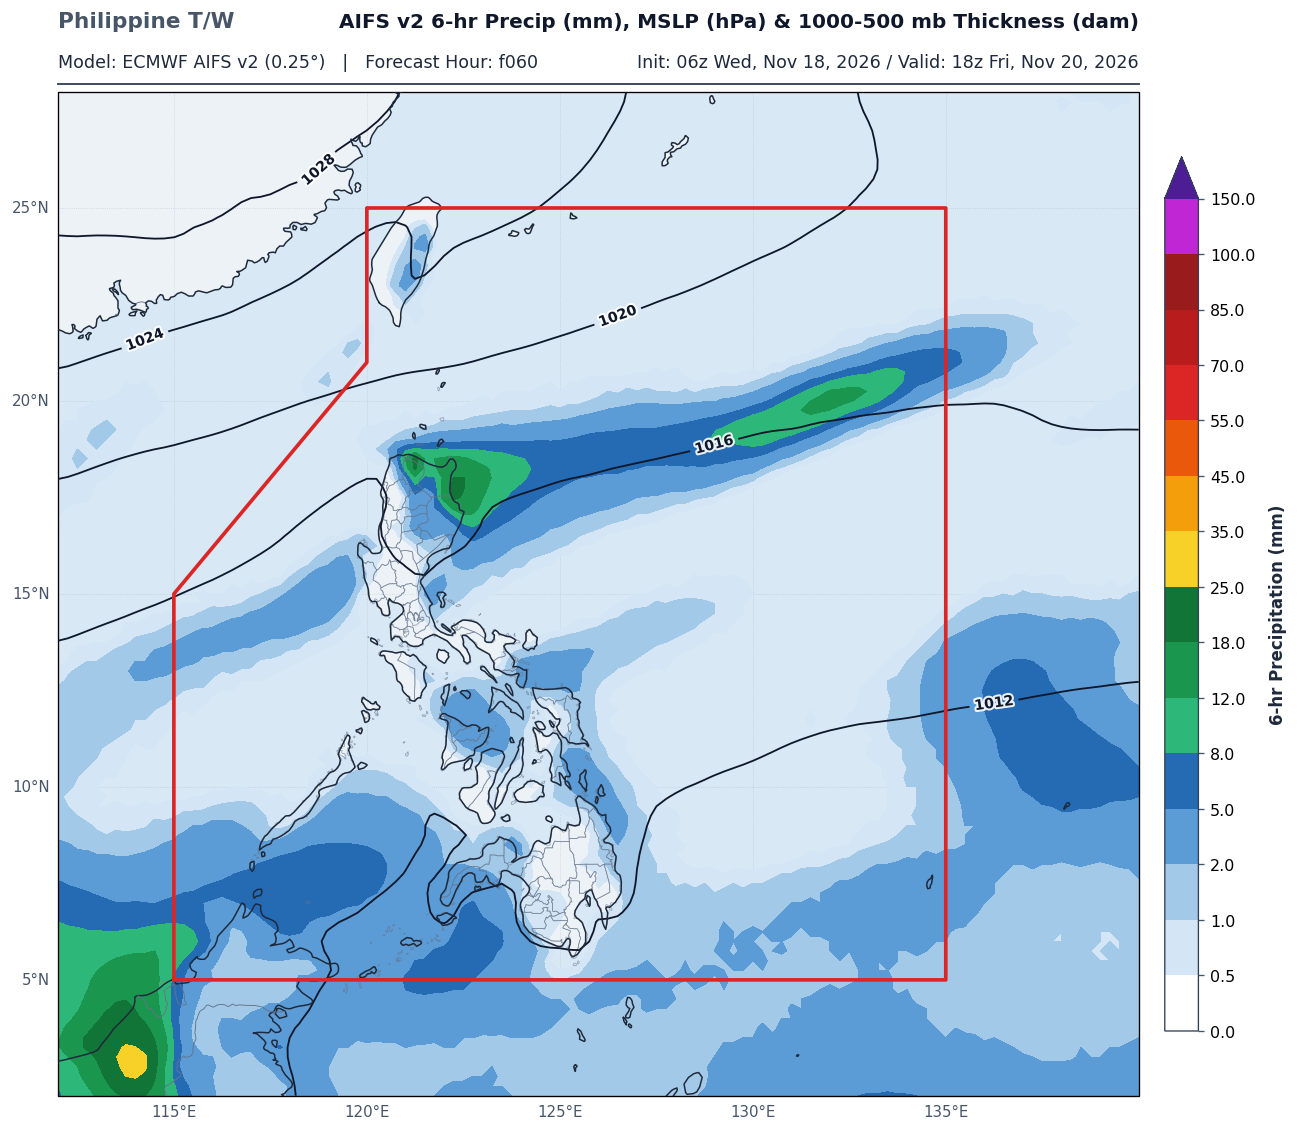 Philippine T/W
AIFS v2 6-hr Precip (mm), MSLP (hPa) & 1000-500 mb Thickness (dam)
Model: ECMWF AIFS v2 (0.25°) | Forecast Hour: f060
Init: 06z Wed, Nov 18, 2026 / Valid: 18z Fri, Nov 20, 2026
1028
1024
1020
1016
1012
25°N
20°N
15°N
10°N
5°N
115°E
120°E
125°E
130°E
135°E
150.0
100.0
85.0
70.0
55.0
45.0
35.0
25.0
18.0
12.0
8.0
5.0
2.0
1.0
0.5
0.0
6-hr Precipitation (mm)